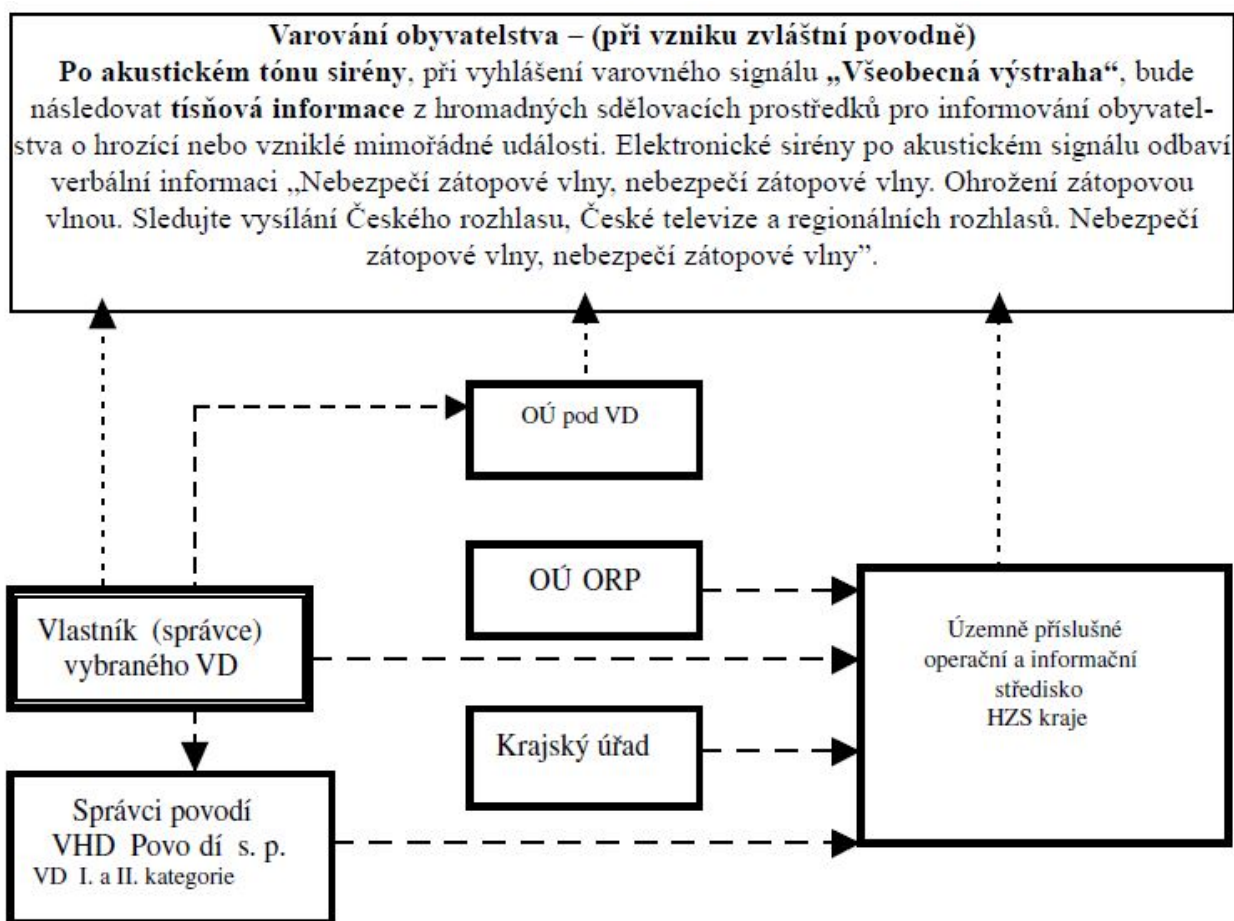 Varování obyvatelstva – (při vzniku zvláštní povodně)
Po akustickém tónu sirény, při vyhlášení varovného signálu „Všeobecná výstraha“, bude
následovat tísňová informace z hromadných sdělovacích prostředků pro informování obyvatel-
stva o hrozící nebo vzniklé mimořádné události. Elektronické sirény po akustickém signálu odbaví
verbální informaci „Nebezpečí zátopové vlny, nebezpečí zátopové vlny. Ohrožení zátopovou
vlnou. Sledujte vysílání Českého rozhlasu, České televize a regionálních rozhlasů. Nebezpečí
zátopové vlny, nebezpečí zátopové vlny”.
OÚ pod VD
OÚ ORP
Vlastník (správce)
vybraného VD
Územně příslušné
operační a informační
středisko
HZS kraje
Krajský úřad
Správci povodí
VHD Povo dí s. p.
VD I. a II. kategorie